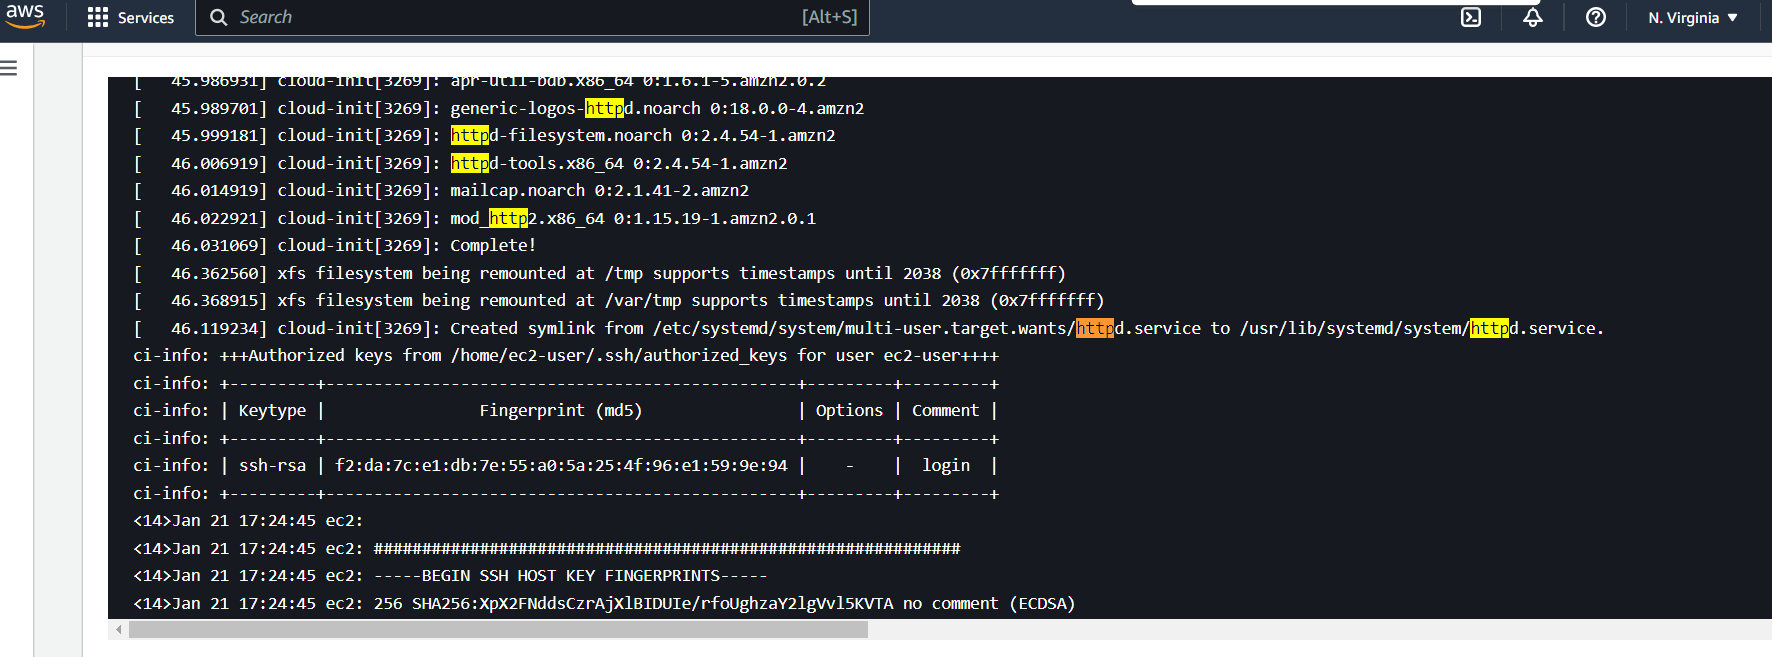 aws
Services
Search
[Alt+S]
N. Virginia
[   45.986931] cloud-init[3269]: apr-util-bdb.x86_64 0:1.6.1-5.amzn2.0.2
[   45.989701] cloud-init[3269]: generic-logos-httpd.noarch 0:18.0.0-4.amzn2
[   45.999181] cloud-init[3269]: httpd-filesystem.noarch 0:2.4.54-1.amzn2
[   46.006919] cloud-init[3269]: httpd-tools.x86_64 0:2.4.54-1.amzn2
[   46.014919] cloud-init[3269]: mailcap.noarch 0:2.1.41-2.amzn2
[   46.022921] cloud-init[3269]: mod_http2.x86_64 0:1.15.19-1.amzn2.0.1
[   46.031069] cloud-init[3269]: Complete!
[   46.362560] xfs filesystem being remounted at /tmp supports timestamps until 2038 (0x7fffffff)
[   46.368915] xfs filesystem being remounted at /var/tmp supports timestamps until 2038 (0x7fffffff)
[   46.119234] cloud-init[3269]: Created symlink from /etc/systemd/system/multi-user.target.wants/httpd.service to /usr/lib/systemd/system/httpd.service.
ci-info: +++Authorized keys from /home/ec2-user/.ssh/authorized_keys for user ec2-user++++
ci-info: +---------+-------------------------------------------------+---------+---------+
ci-info: | Keytype |                Fingerprint (md5)                | Options | Comment |
ci-info: +---------+-------------------------------------------------+---------+---------+
ci-info: | ssh-rsa | f2:da:7c:e1:db:7e:55:a0:5a:25:4f:96:e1:59:9e:94 |    -    |  login  |
ci-info: +---------+-------------------------------------------------+---------+---------+
<14>Jan 21 17:24:45 ec2:
<14>Jan 21 17:24:45 ec2: #############################################################
<14>Jan 21 17:24:45 ec2: -----BEGIN SSH HOST KEY FINGERPRINTS-----
<14>Jan 21 17:24:45 ec2: 256 SHA256:XpX2FNddsCzrAjXlBIDUIe/rfoUghzaY2lgVvl5KVTA no comment (ECDSA)